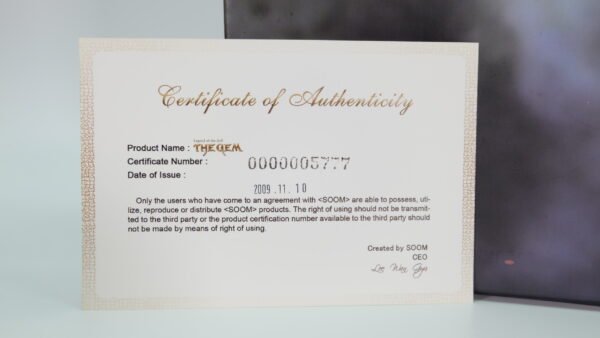 Certificate of Authenticity
Product Name : THE GEM
Certificate Number : 0000005777
Date of Issue :
2009 .11. 10
Only the users who have come to an agreement with <SOOM> are able to possess, uti-
lize, reproduce or distribute <SOOM> products. The right of using should not be transmit-
ted to the third party or the product certification number available to the third party should
not be made by means of right of using.
Created by SOOM
CEO